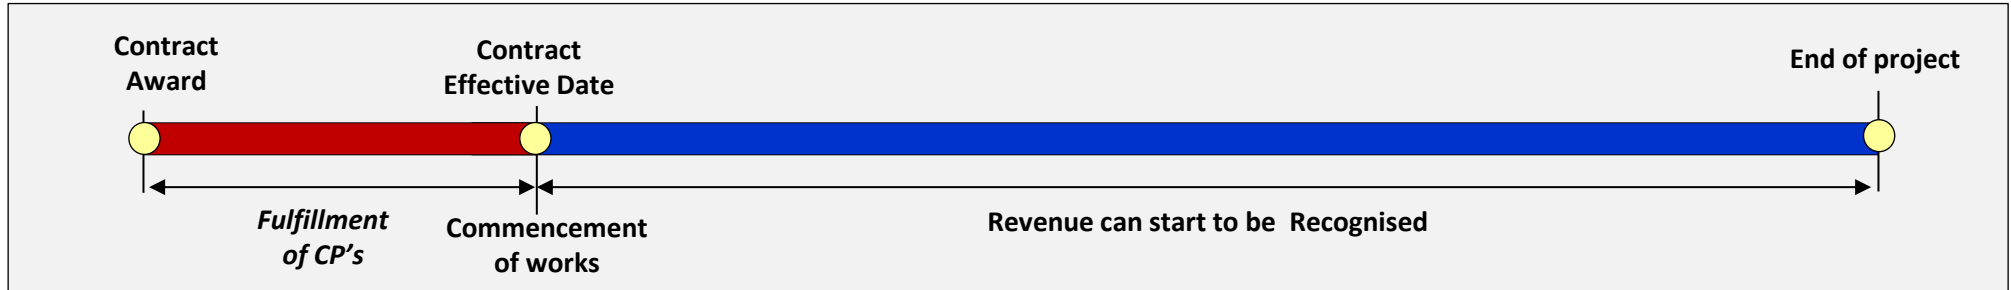 Contract
Award
Contract
Effective Date
End of project
Fulfillment
of CP’s
Commencement
of works
Revenue can start to be  Recognised